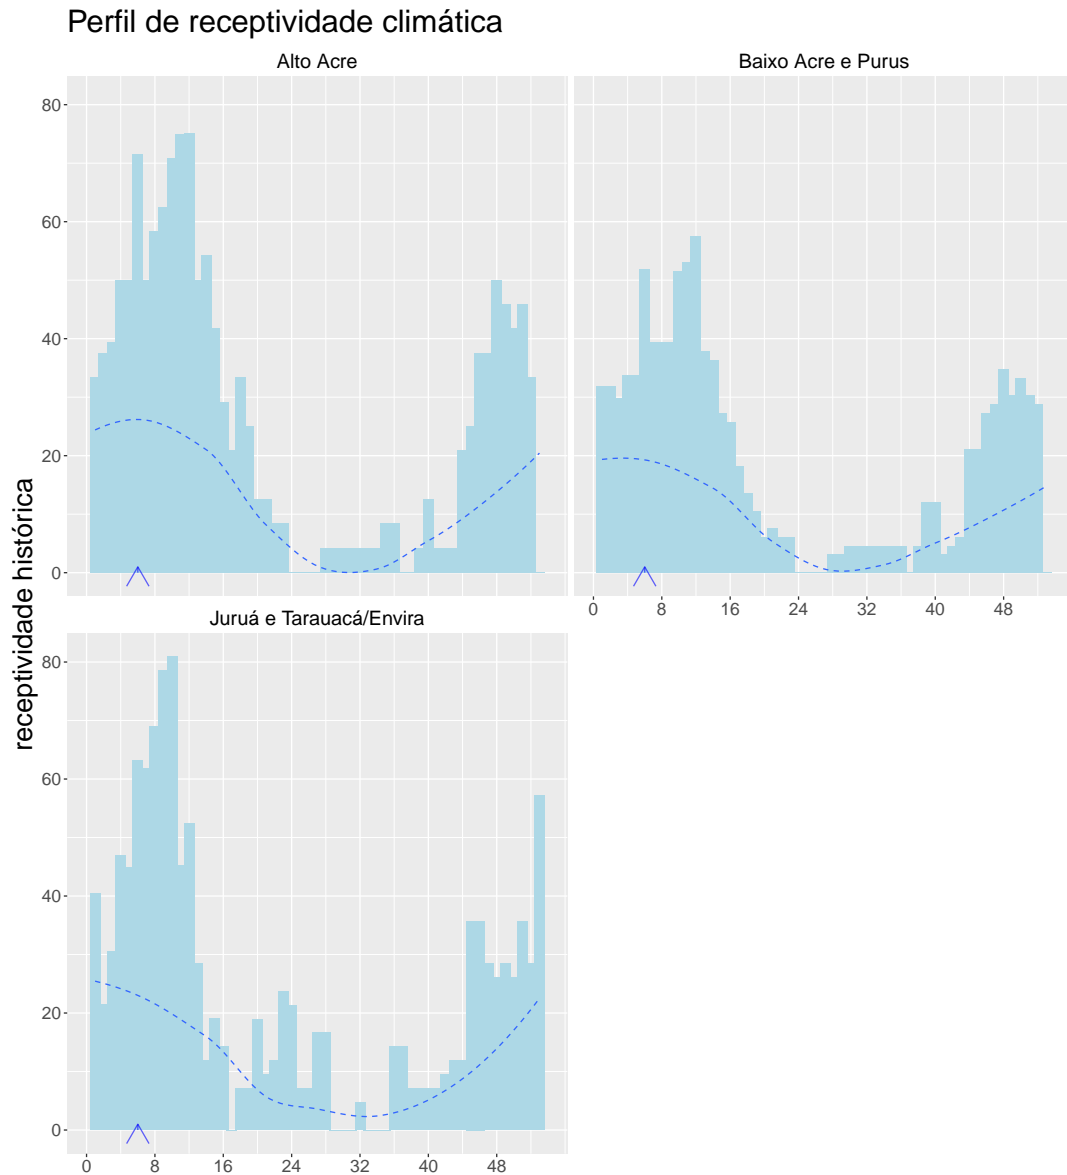 Perfil de receptividade climática
Alto Acre
Baixo Acre e Purus
80
60
40
20
0
0 8 16 24 32 40 48
Juruá e Tarauacá/Envira
receptividade histórica
80
60
40
20
0
0 8 16 24 32 40 48